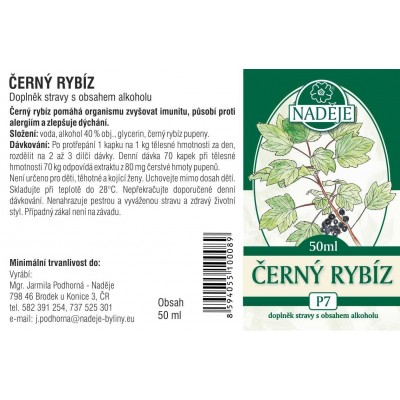 ČERNÝ RYBÍZ
Doplněk stravy s obsahem alkoholu
Černý rybíz pomáhá organismu zvyšovat imunitu, působí proti
alergiím a zlepšuje dýchání.
Složení: voda, alkohol 40% obj., glycerin, černý rybíz pupeny.
Dávkování: Po protřepání 1 kapku na 1 kg tělesné hmotnosti za
den, rozdělit na 2 až 3 dílčí dávky. Denní dávka 70 kapek při tělesné
hmotnosti 70 kg odpovídá extraktu z 80 mg čerstvé hmoty pupenů.
Není určeno pro děti, těhotné a kojící ženy. Uchovejte mimo dosah dětí.
Skladujte při teplotě do 28°C. Nepřekračujte doporučené denní
dávkování. Nenahrazuje pestrou a vyváženou stravu a zdravý životní
styl. Případný zákal není na závadu.
Minimální trvanlivost do:
Vyrábí:
Mgr. Jarmila Podhorná - Naděje
798 46 Brodek u Konice 3, ČR
tel. 582 391 254, 737 525 301
e-mail: j.podhorna@nadeje-byliny.eu
Obsah
50 ml
8594055100089
NADĚJE
50ml
ČERNÝ RYBÍZ
P7
doplněk stravy s obsahem alkoholu